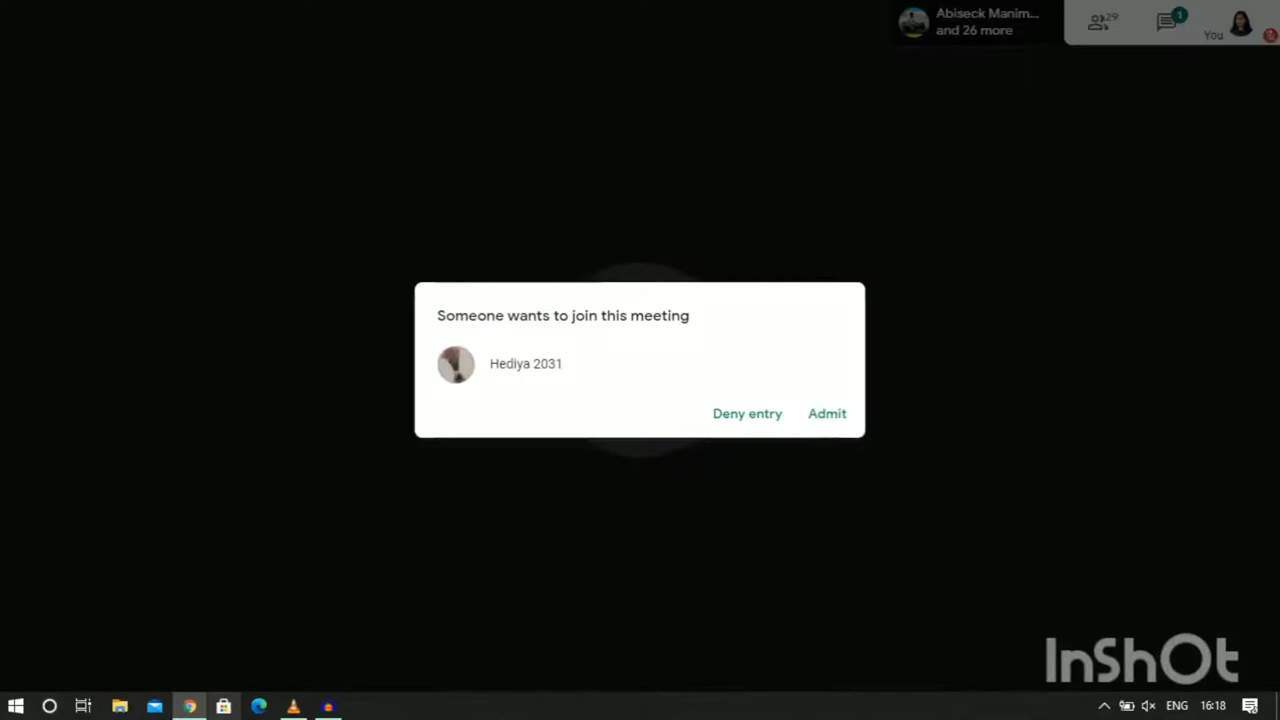 Abiseck Manim...
and 26 more
29
1
You
Someone wants to join this meeting
Hediya 2031
Deny entry
Admit
InShOt
ENG
16:18